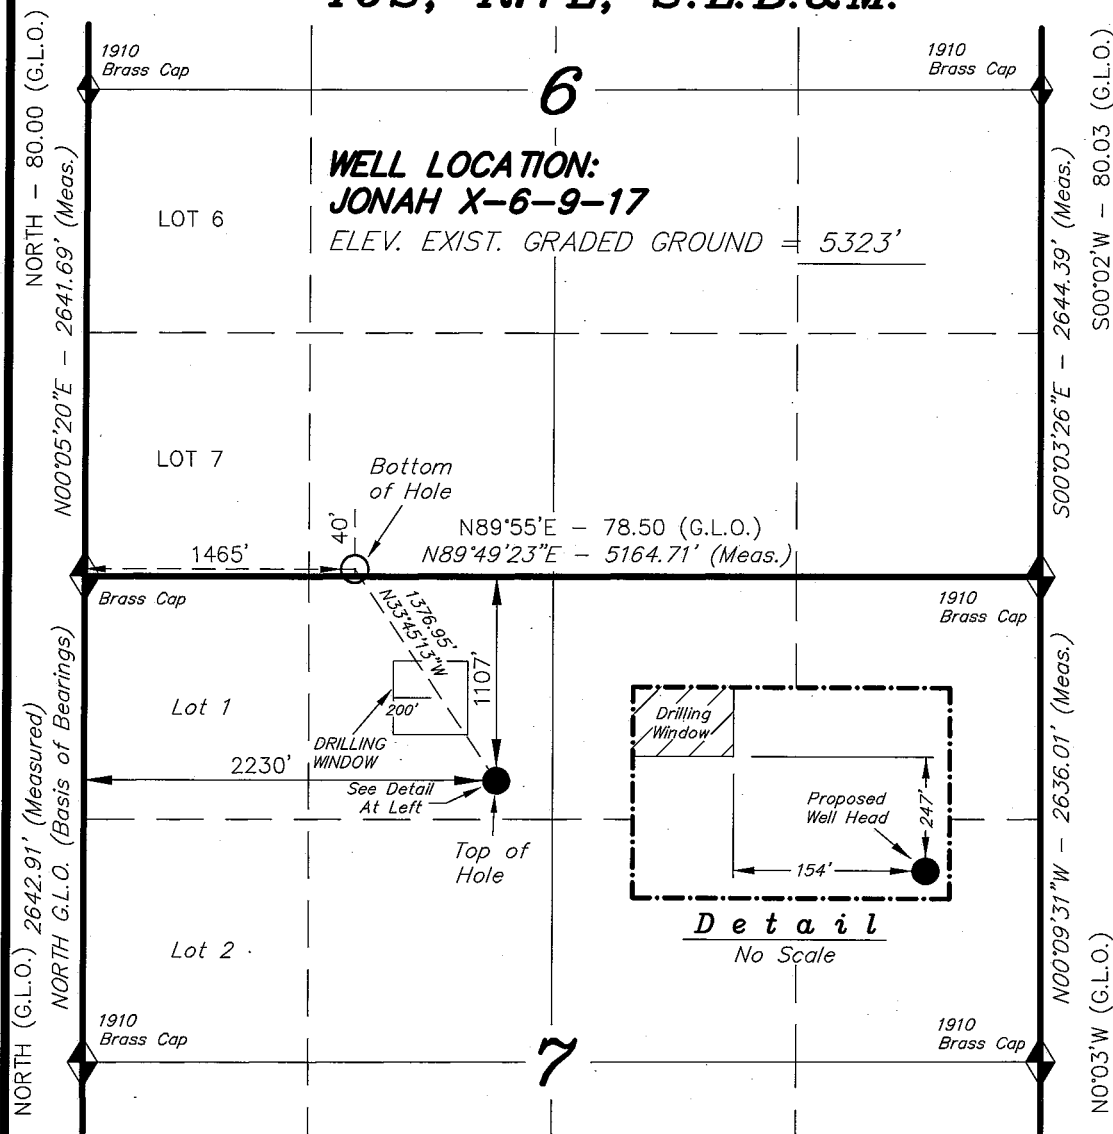 1910
Brass Cap
1910
Brass Cap
6
NORTH – 80.00 (G.L.O.)
N00°05'20"E – 2641.69' (Meas.)
S00°02'W – 80.03 (G.L.O.)
S00°03'26"E – 2644.39' (Meas.)
WELL LOCATION:
JONAH X–6–9–17
ELEV. EXIST. GRADED GROUND = 5323'
LOT 6
LOT 7
Bottom
of Hole
40'
1465'
N89°55'E – 78.50 (G.L.O.)
N89°49'23"E – 5164.71' (Meas.)
Brass Cap
1910
Brass Cap
1376.95'
N33°45'13"W
1107'
Lot 1
200'
DRILLING
WINDOW
2230'
See Detail
At Left
Top of
Hole
Drilling
Window
Proposed
Well Head
247'
154'
Detail
No Scale
NORTH (G.L.O.) 2642.91' (Measured)
NORTH G.L.O. (Basis of Bearings)
N00°09'31"W – 2636.01' (Meas.)
N0°03'W (G.L.O.)
Lot 2
1910
Brass Cap
7
1910
Brass Cap